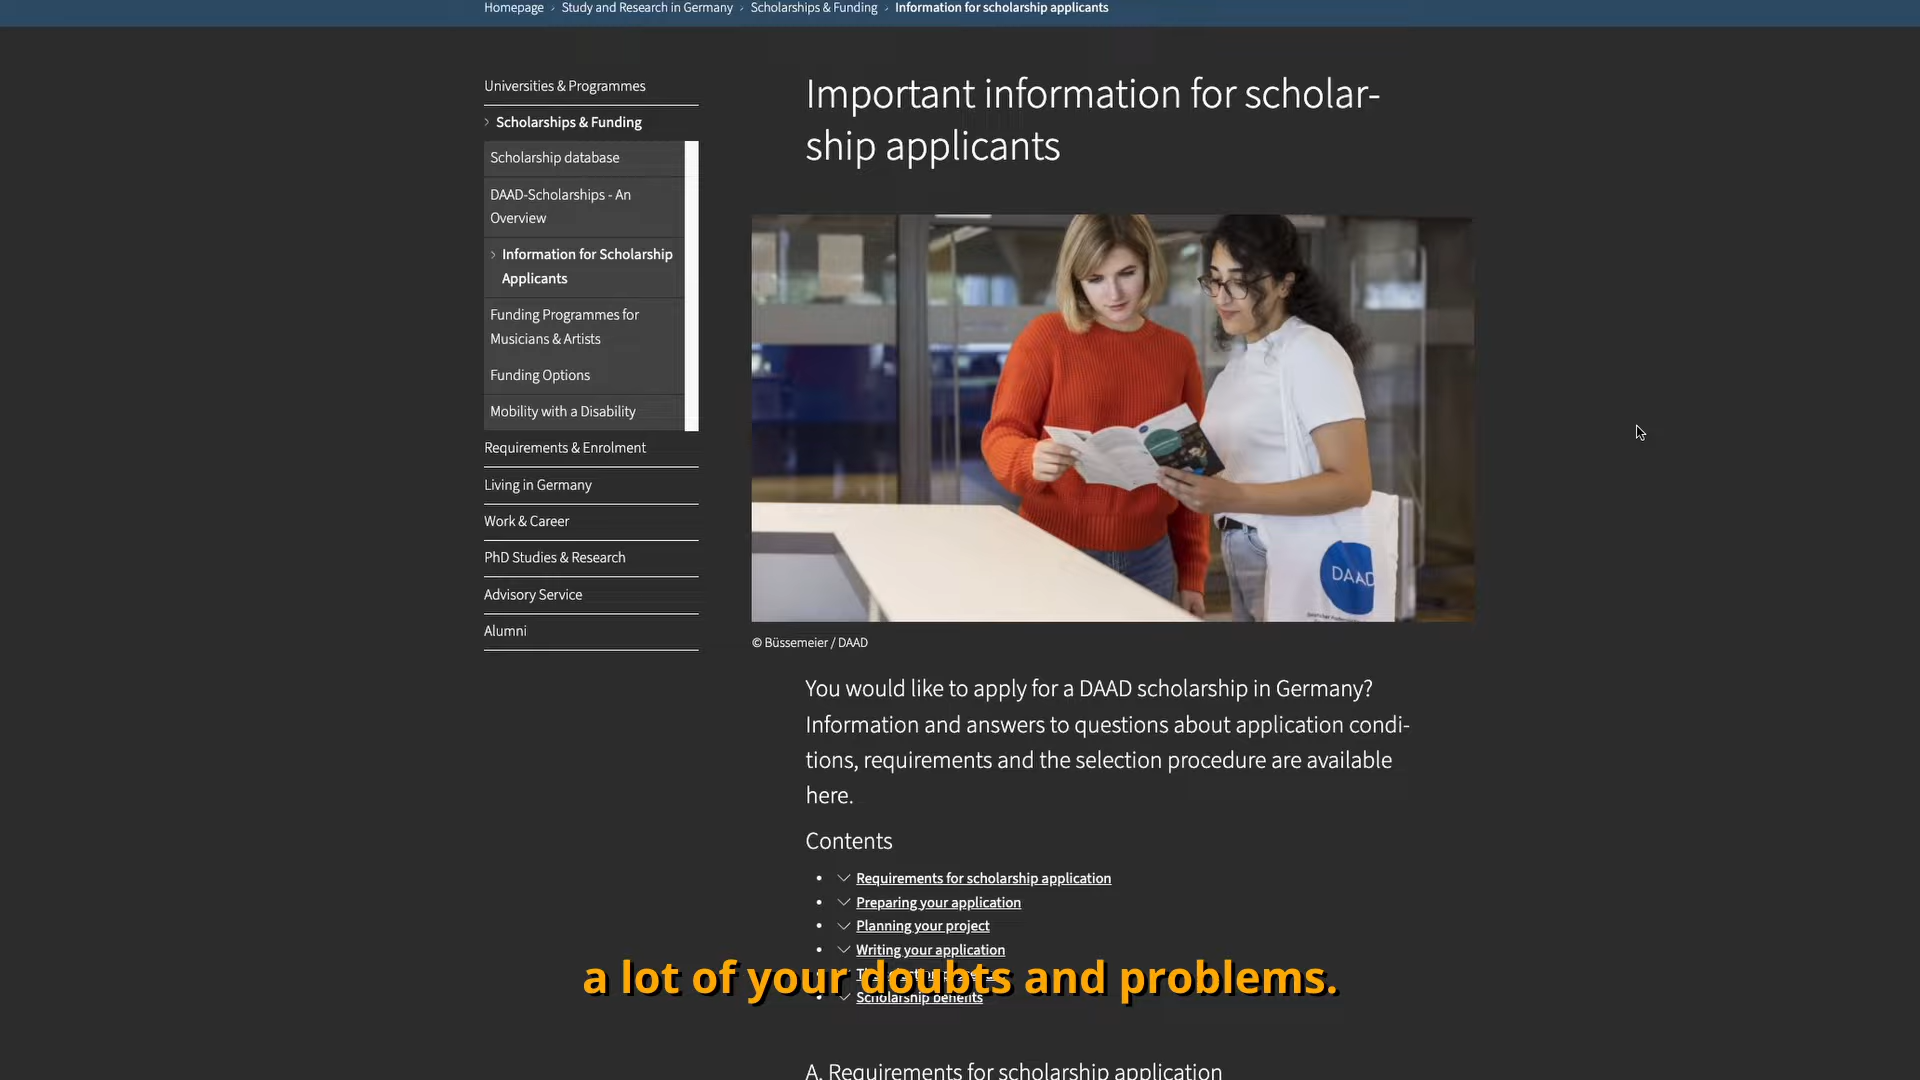 Homepage › Study and Research in Germany › Scholarships & Funding › Information for scholarship applicants
Universities & Programmes
Scholarships & Funding
Scholarship database
DAAD-Scholarships - An
Overview
Information for Scholarship
Applicants
Funding Programmes for
Musicians & Artists
Funding Options
Mobility with a Disability
Requirements & Enrolment
Living in Germany
Work & Career
PhD Studies & Research
Advisory Service
Alumni
Important information for scholar-
ship applicants
DAAD
© Büssemeier / DAAD
You would like to apply for a DAAD scholarship in Germany?
Information and answers to questions about application condi-
tions, requirements and the selection procedure are available
here.
Contents
Requirements for scholarship application
Preparing your application
Planning your project
Writing your application
Scholarship benefits
a lot of your doubts and problems.
A. Requirements for scholarship application